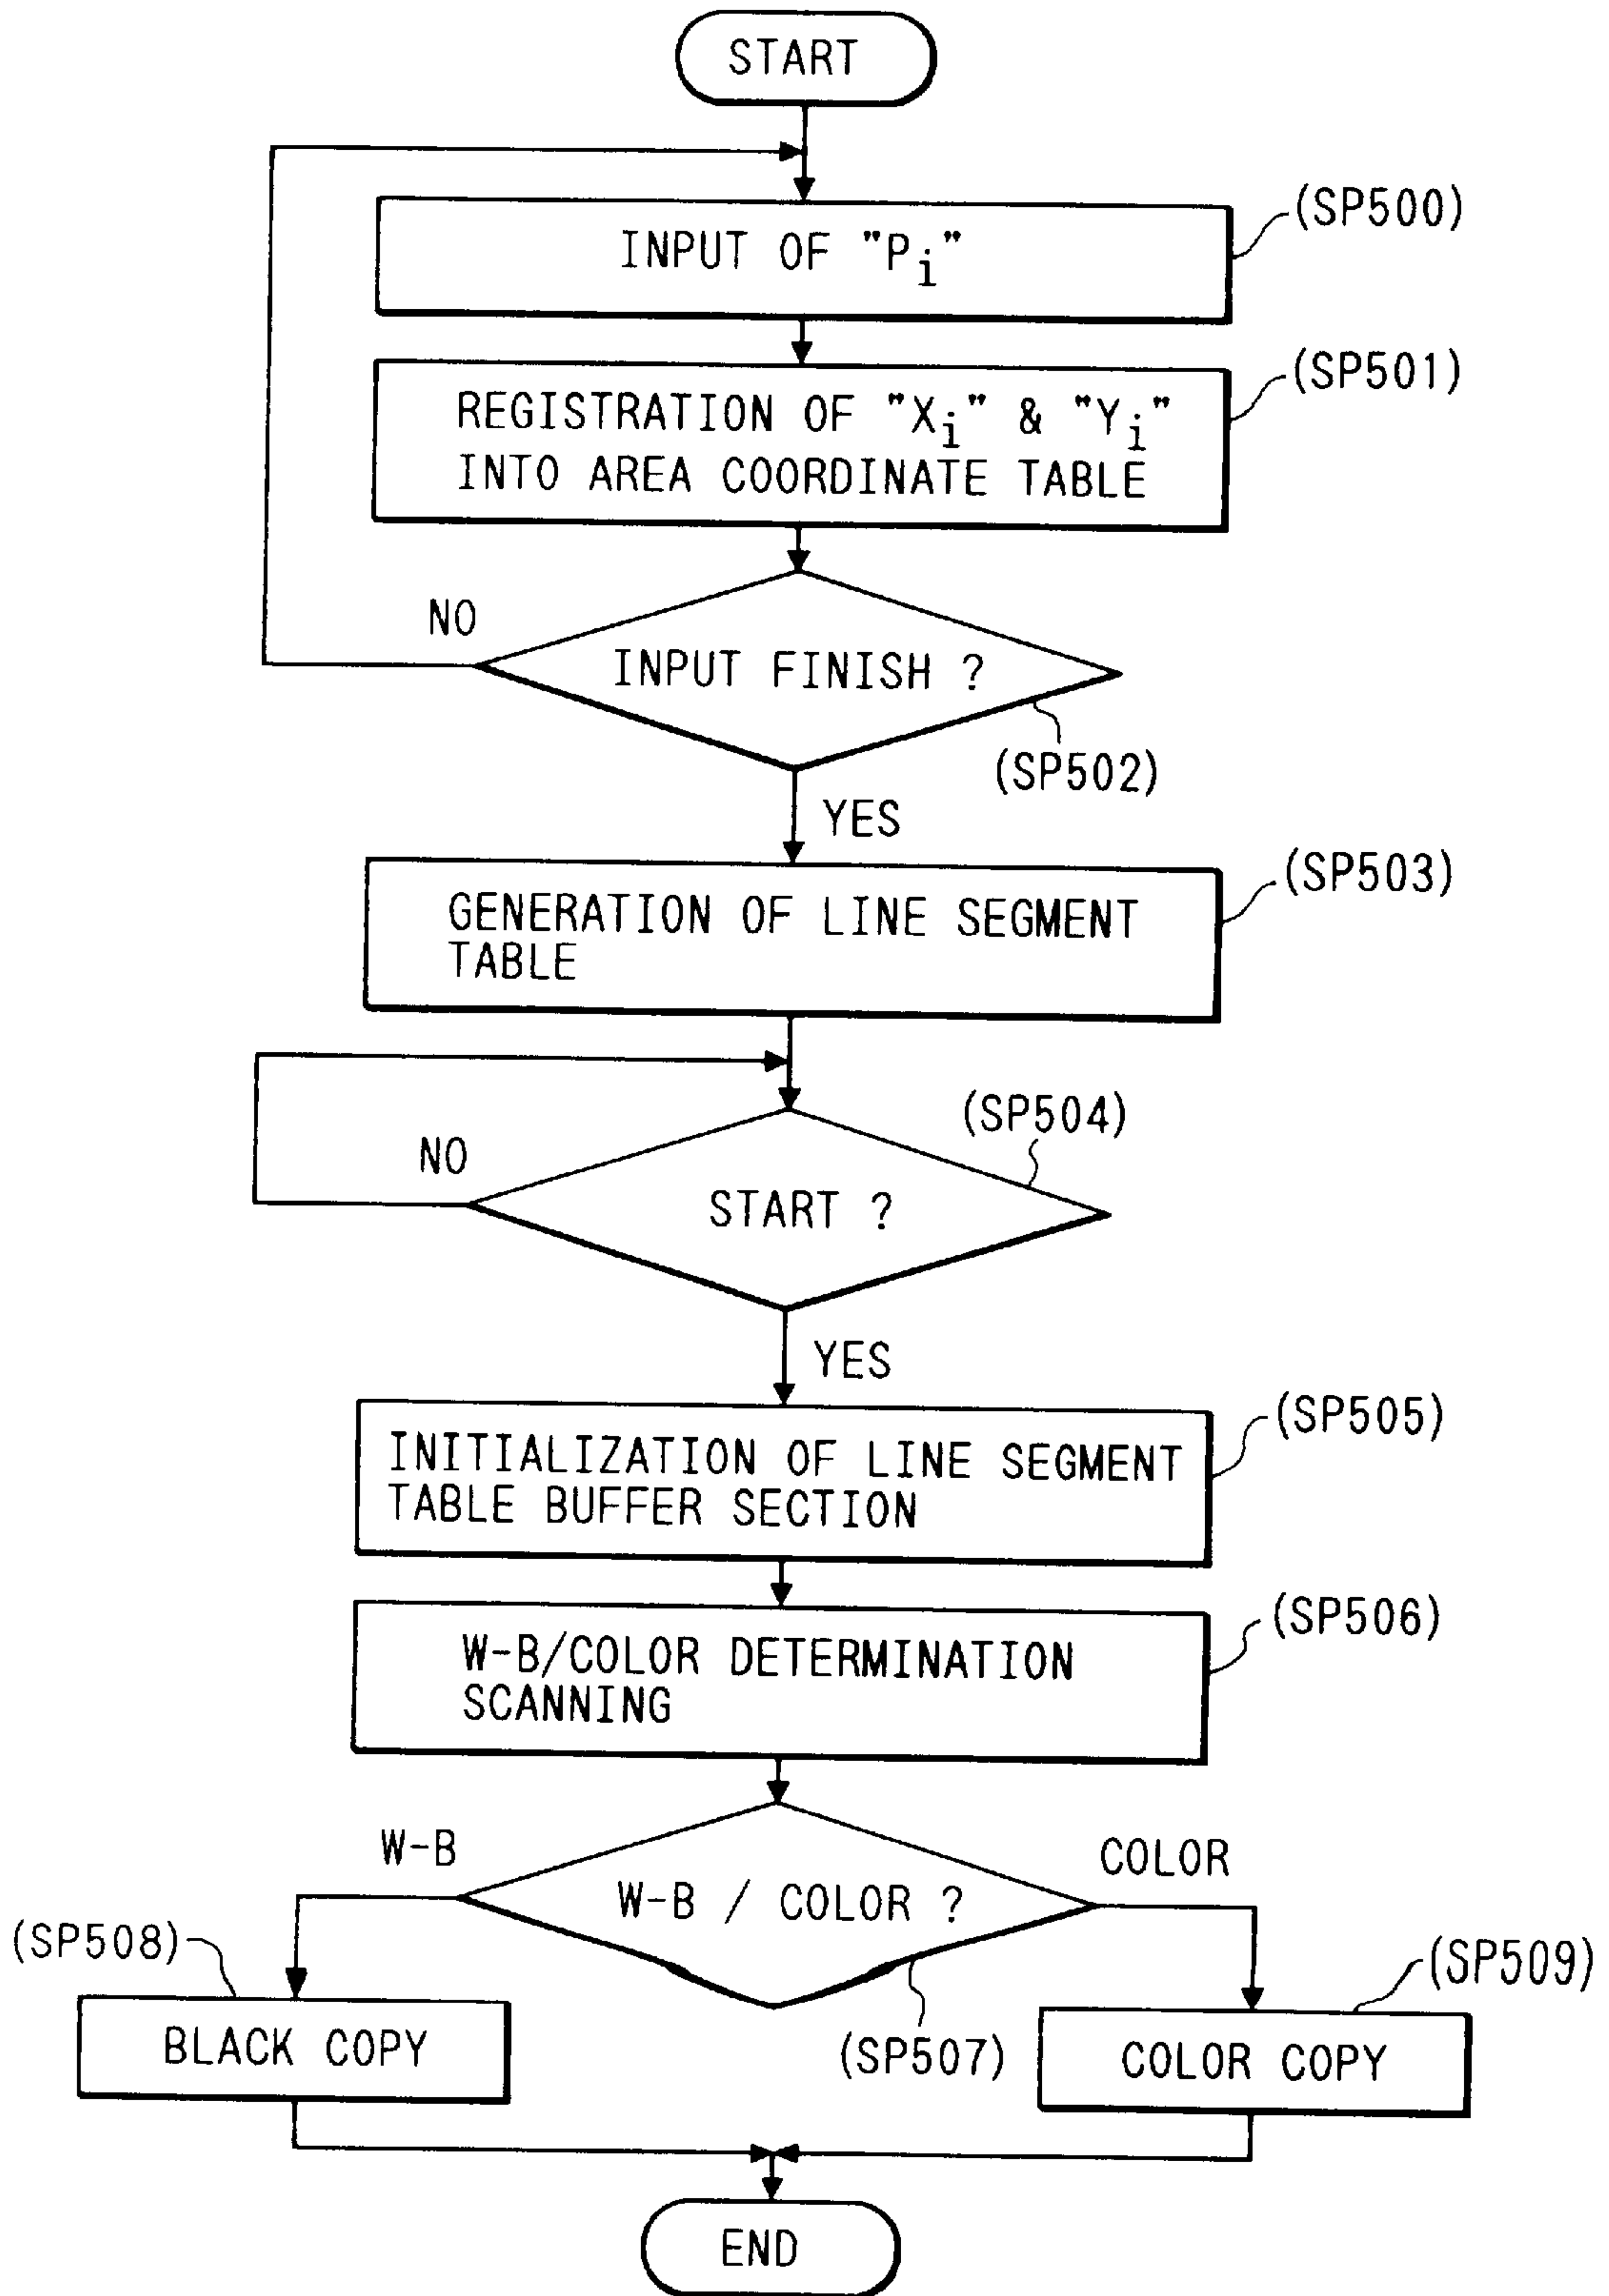 START
(SP500)
INPUT OF "Pi"
(SP501)
REGISTRATION OF "Xi" & "Yi"
INTO AREA COORDINATE TABLE
NO
INPUT FINISH ?
(SP502)
YES
(SP503)
GENERATION OF LINE SEGMENT
TABLE
(SP504)
NO
START ?
YES
(SP505)
INITIALIZATION OF LINE SEGMENT
TABLE BUFFER SECTION
(SP506)
W-B/COLOR DETERMINATION
SCANNING
W-B
COLOR
W-B / COLOR ?
(SP508)
(SP509)
(SP507)
BLACK COPY
COLOR COPY
END